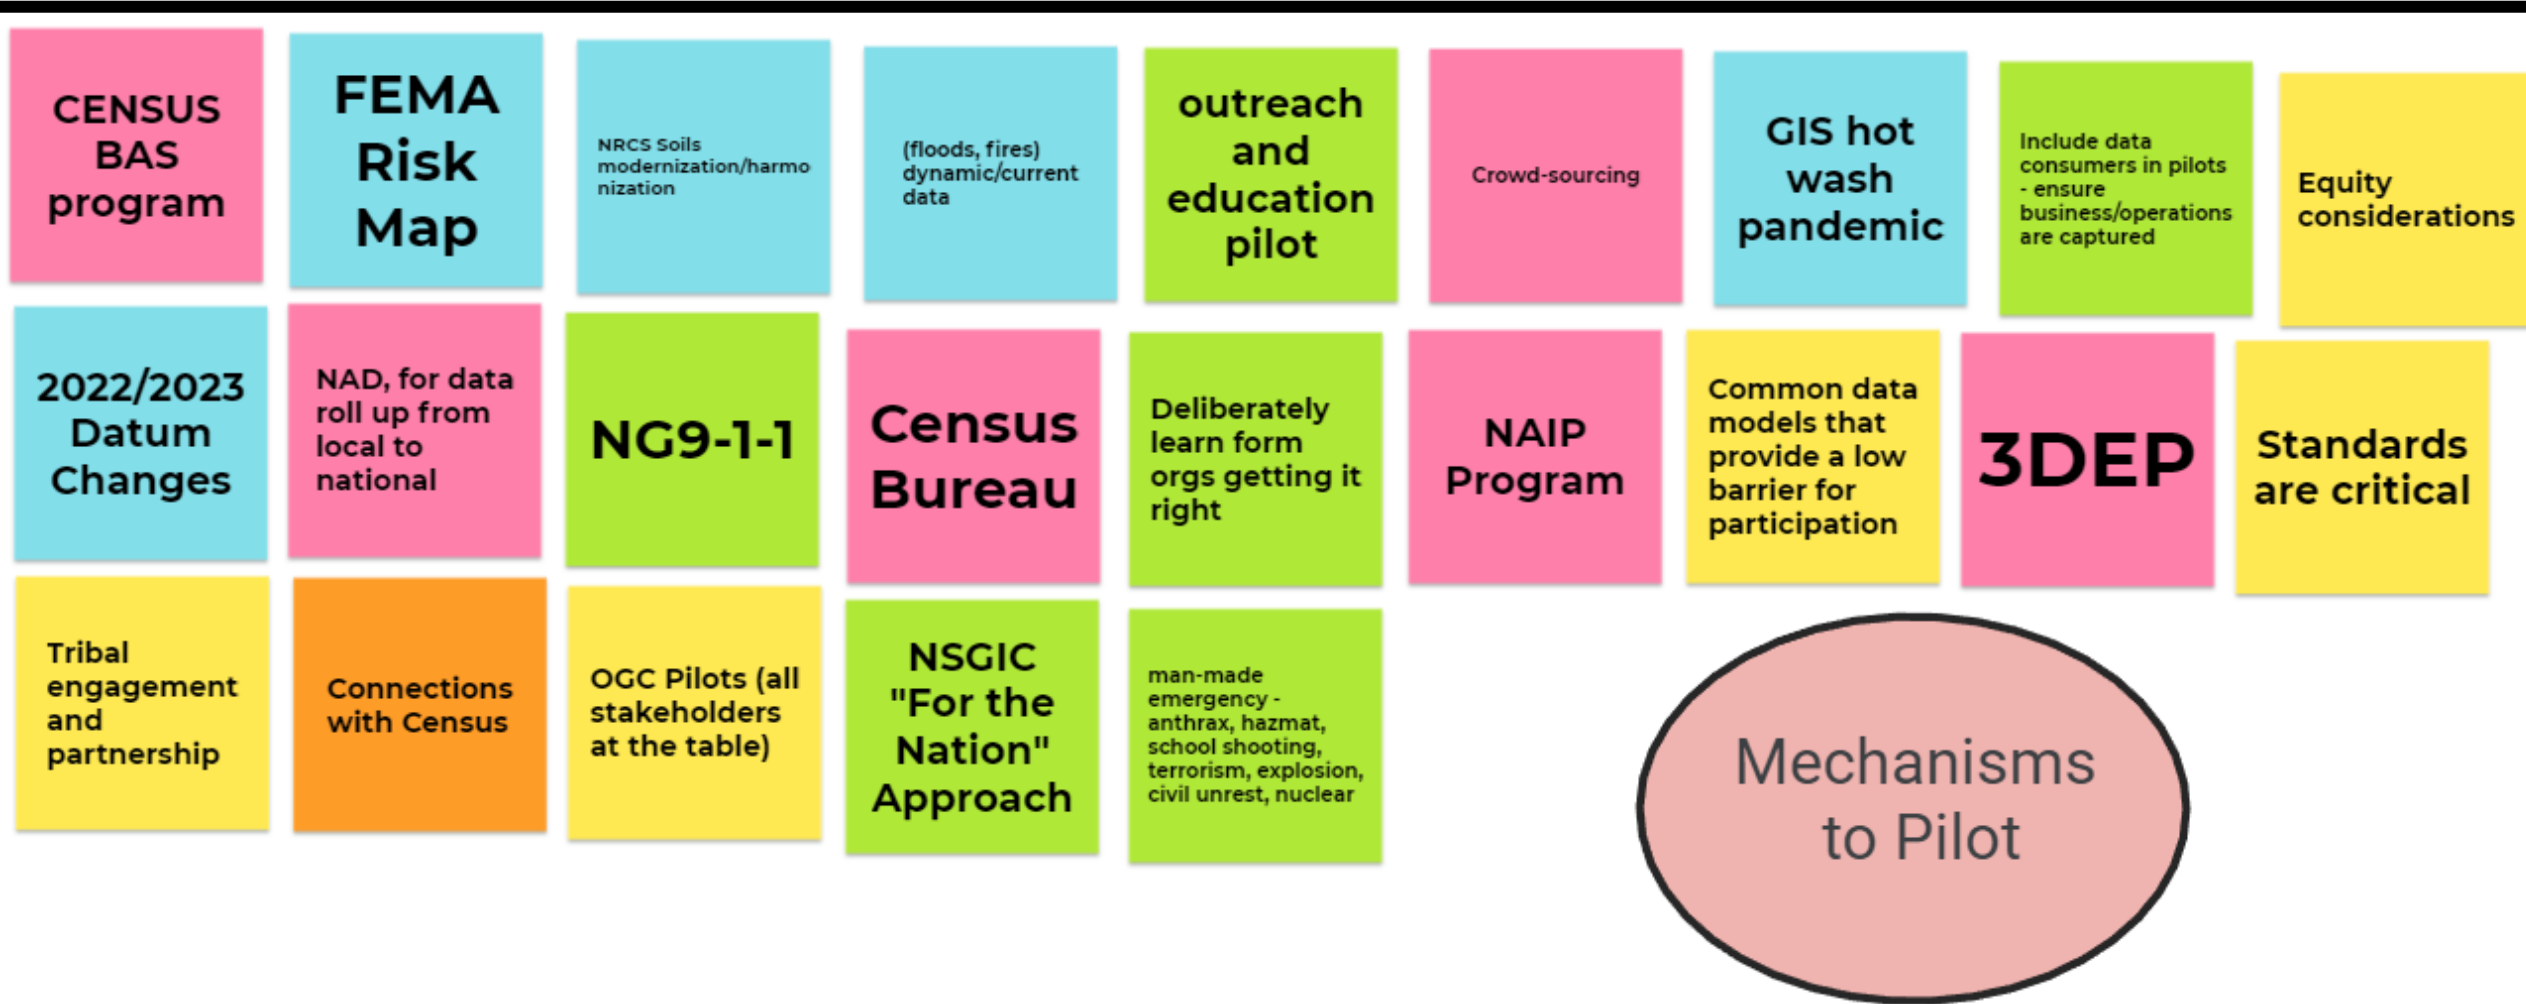 CENSUS
BAS
program
FEMA
Risk
Map
NRCS Soils
modernization/harmo
nization
(floods, fires)
dynamic/current
data
outreach
and
education
pilot
Crowd-sourcing
GIS hot
wash
pandemic
Include data
consumers in pilots
- ensure
business/operations
are captured
Equity
considerations
2022/2023
Datum
Changes
NAD, for data
roll up from
local to
national
NG9-1-1
Census
Bureau
Deliberately
learn form
orgs getting it
right
NAIP
Program
Common data
models that
provide a low
barrier for
participation
3DEP
Standards
are critical
Tribal
engagement
and
partnership
Connections
with Census
OGC Pilots (all
stakeholders
at the table)
NSGIC
"For the
Nation"
Approach
man-made
emergency -
anthrax, hazmat,
school shooting,
terrorism, explosion,
civil unrest, nuclear
Mechanisms
to Pilot